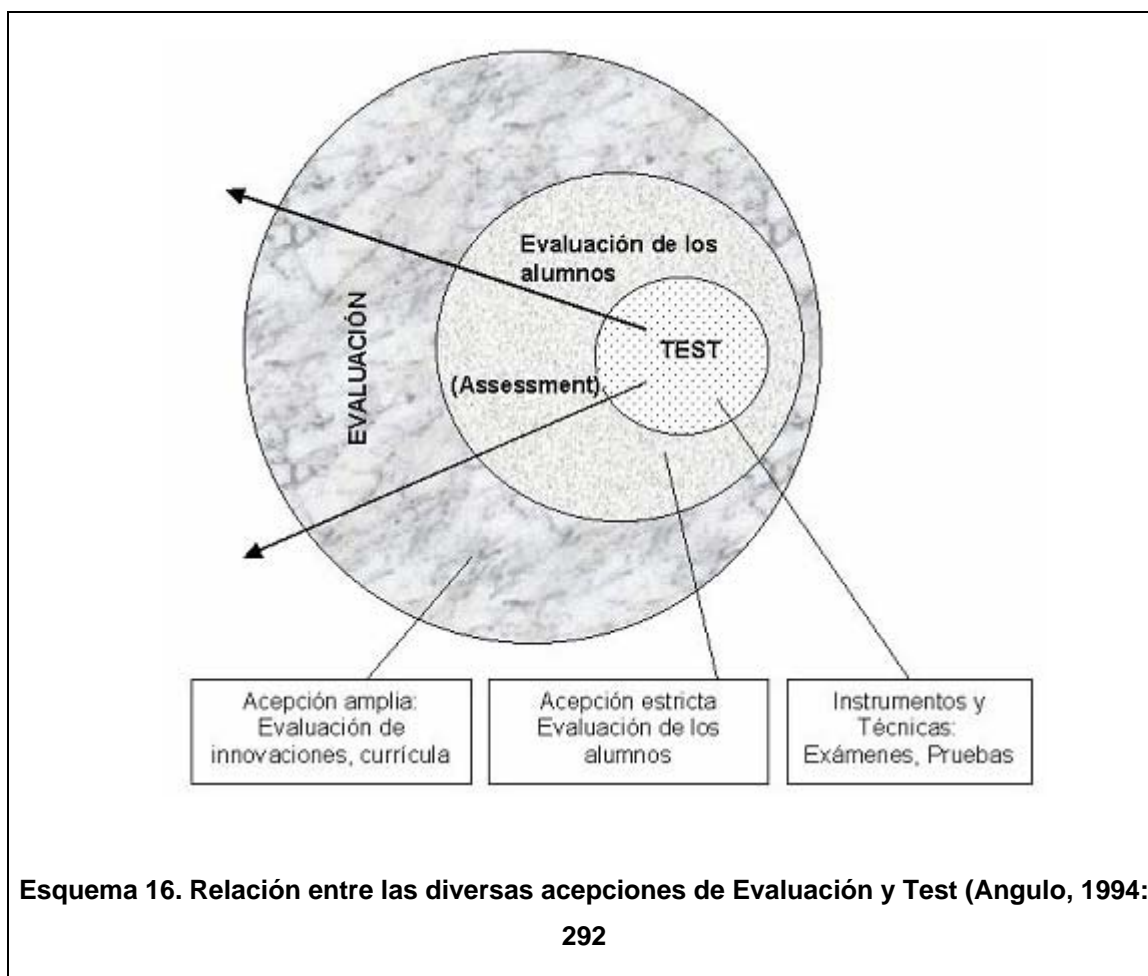 Evaluación de los
alumnos
TEST
(Assessment)
EVALUACIÓN
Acepción amplia:
Evaluación de
innovaciones, currícula
Acepción estricta
Evaluación de los
alumnos
Instrumentos y
Técnicas:
Exámenes, Pruebas
Esquema 16. Relación entre las diversas acepciones de Evaluación y Test (Angulo, 1994:
292